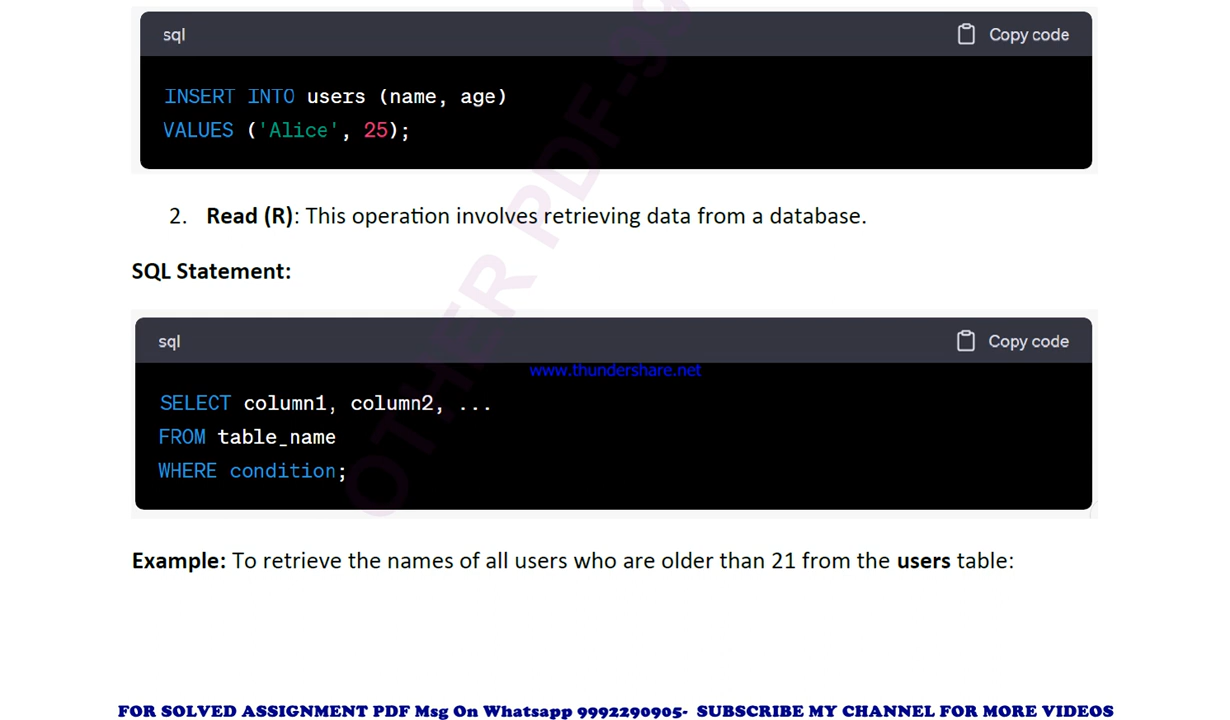 sql
Copy code
INSERT INTO users (name, age)
VALUES ('Alice', 25);
2. Read (R): This operation involves retrieving data from a database.
SQL Statement:
sql
Copy code
www.thundershare.net
SELECT column1, column2, ...
FROM table_name
WHERE condition;
Example: To retrieve the names of all users who are older than 21 from the users table:
OTHER PDF-99
FOR SOLVED ASSIGNMENT PDF Msg On Whatsapp 9992290905- SUBSCRIBE MY CHANNEL FOR MORE VIDEOS